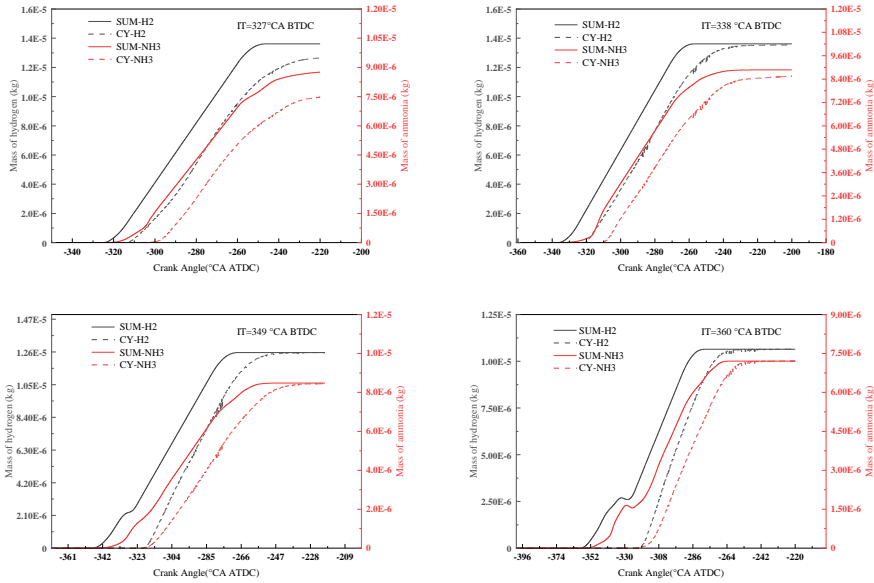 IT=327°CA BTDC
SUM-H2
CY-H2
SUM-NH3
CY-NH3
Mass of hydrogen (kg)
1.6E-5
1.4E-5
1.2E-5
1.0E-5
8.0E-6
6.0E-6
4.0E-6
2.0E-6
0
1.20E-5
1.05E-5
9.00E-6
7.50E-6
6.00E-6
4.50E-6
3.00E-6
1.50E-6
0
Mass of ammonia (kg)
-340 -320 -300 -280 -260 -240 -220 -200
Crank Angle(°CA ATDC)
IT=338 °CA BTDC
SUM-H2
CY-H2
SUM-NH3
CY-NH3
Mass of hydrogen (kg)
1.6E-5
1.4E-5
1.2E-5
1.0E-5
8.0E-6
6.0E-6
4.0E-6
2.0E-6
0
1.20E-5
1.08E-5
9.60E-6
8.40E-6
7.20E-6
6.00E-6
4.80E-6
3.60E-6
2.40E-6
1.20E-6
0
Mass of ammonia (kg)
-360 -340 -320 -300 -280 -260 -240 -220 -200 -180
Crank Angle(°CA ATDC)
IT=349 °CA BTDC
SUM-H2
CY-H2
SUM-NH3
CY-NH3
Mass of hydrogen (kg)
1.47E-5
1.26E-5
1.05E-5
8.40E-6
6.30E-6
4.20E-6
2.10E-6
0
1.2E-5
1.0E-5
8.0E-6
6.0E-6
4.0E-6
2.0E-6
0
Mass of ammonia (kg)
-361 -342 -323 -304 -285 -266 -247 -228 -209
Crank Angle(°CA ATDC)
IT=360 °CA BTDC
SUM-H2
CY-H2
SUM-NH3
CY-NH3
Mass of hydrogen (kg)
1.25E-5
1.00E-5
7.50E-6
5.00E-6
2.50E-6
0
9.00E-6
7.50E-6
6.00E-6
4.50E-6
3.00E-6
1.50E-6
0
Mass of ammonia (kg)
-396 -374 -352 -330 -308 -286 -264 -242 -220
Crank Angle(°CA ATDC)